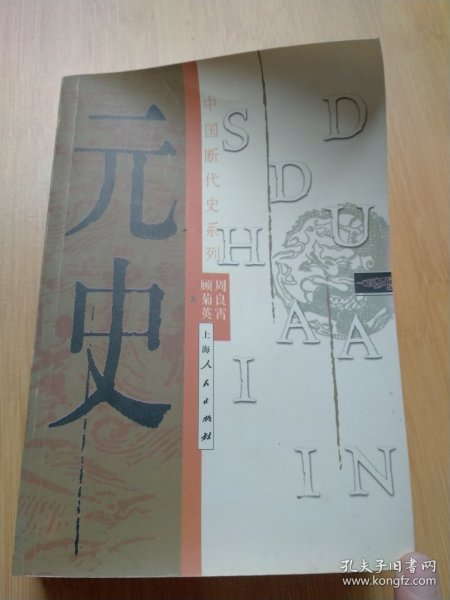 元史
中国断代史系列
周良霄
顾菊英
著
上海人民出版社
DUAN
DAI
SHI
孔夫子旧书网
www.kongfz.com